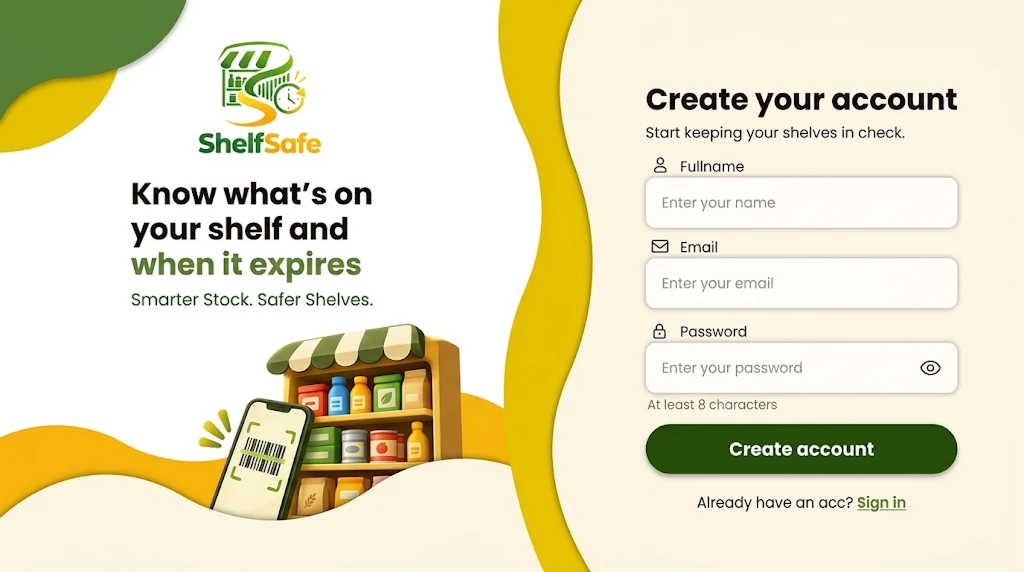 ShelfSafe
Know what's on
your shelf and
when it expires
Smarter Stock. Safer Shelves.
Create your account
Start keeping your shelves in check.
Fullname
Enter your name
Email
Enter your email
Password
Enter your password
At least 8 characters
Create account
Already have an acc? Sign in